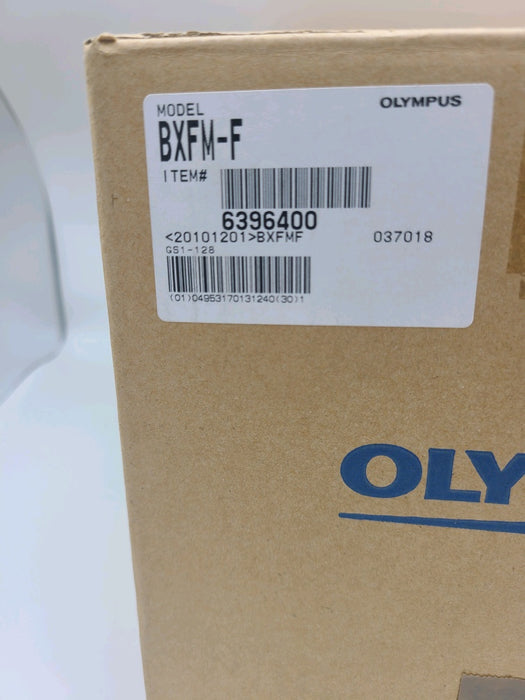 MODEL
OLYMPUS
BXFM-F
ITEM#
6396400
<20101201>BXFMF 037018
GS1-128
(01)04953170131240(30)1
OLY